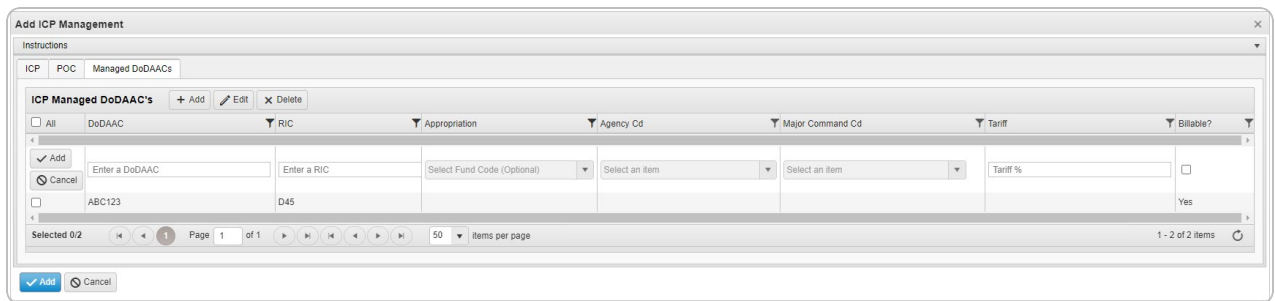 Add ICP Management
Instructions
ICP POC Managed DoDAACs
ICP Managed DoDAAC's + Add Edit Delete
All DoDAAC RIC Appropriation Agency Cd Major Command Cd Tariff Billable?
Add
Enter a DoDAAC Enter a RIC Select Fund Code (Optional) Select an item Select an item Tariff %
Cancel
ABC123 D45 Yes
Selected 0/2 1 Page 1 of 1 50 items per page 1 - 2 of 2 items
Add Cancel